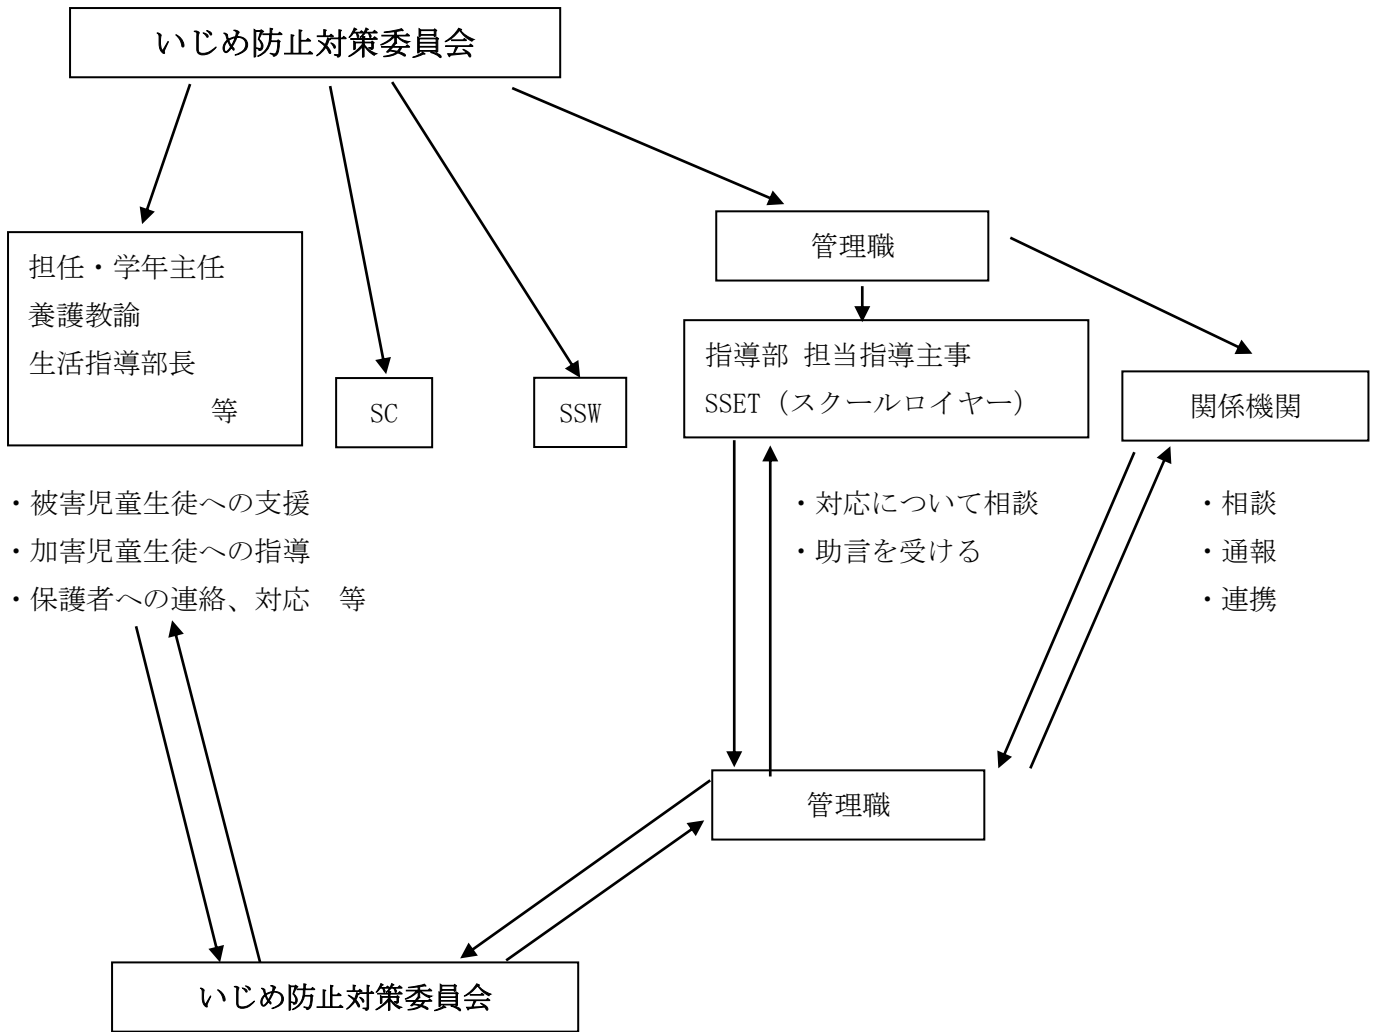 いじめ防止対策委員会
管理職
担任・学年主任
養護教諭
生活指導部長
等
SC
SSW
指導部 担当指導主事
SSET（スクールロイヤー）
関係機関
・被害児童生徒への支援
・加害児童生徒への指導
・保護者への連絡、対応　等
・対応について相談
・助言を受ける
・相談
・通報
・連携
管理職
いじめ防止対策委員会